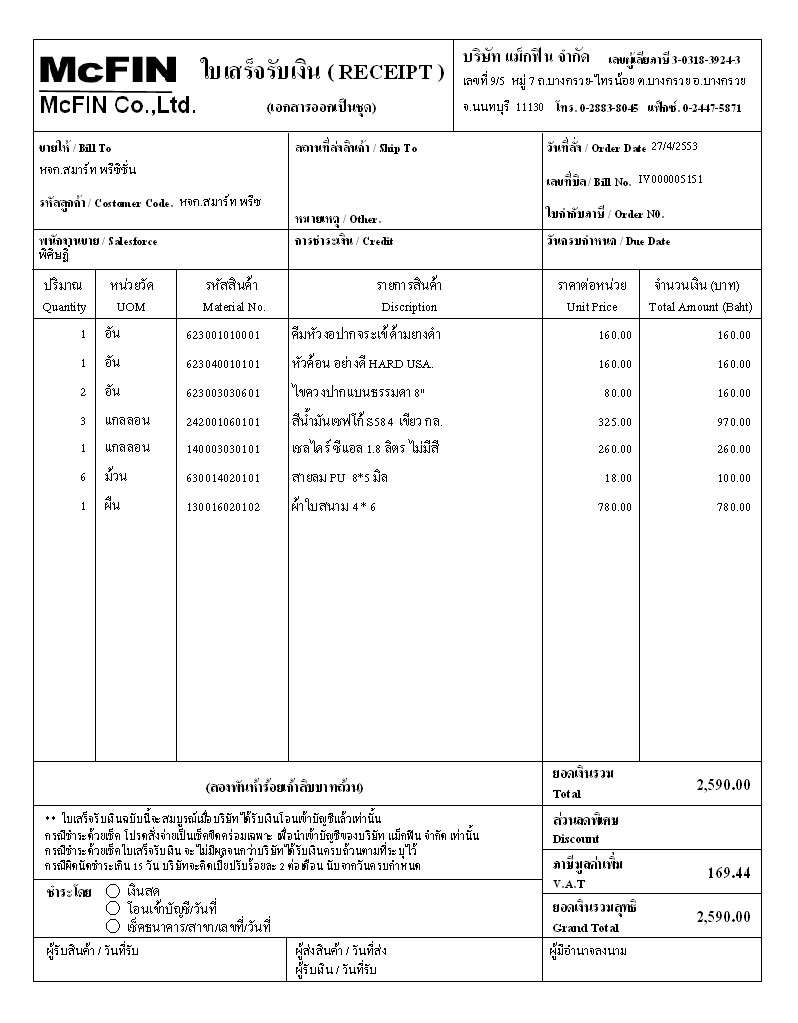 McFIN
McFIN Co.,Ltd.
ใบเสร็จรับเงิน ( RECEIPT )
(เอกสารออกเป็นชุด)
บริษัท แม็กฟิน จำกัด เลขผู้เสียภาษี 3-0318-3924-3
เลขที่ 9/5 หมู่ 7 ถ.บางกรวย-ไทรน้อย ต.บางกรวย อ.บางกรวย
จ.นนทบุรี 11130 โทร. 0-2883-8045 แฟ็กซ์. 0-2447-5871
ขายให้ / Bill To
หจก.สมาร์ท พรีซิชั่น
รหัสลูกค้า / Costomer Code. หจก.สมาร์ท พรีซ
สถานที่ส่งสินค้า / Ship To
หมายเหตุ / Other.
วันที่สั่ง / Order Date 27/4/2553
เลขที่บิล / Bill No. IV000005151
ใบกำกับภาษี / Order N0.
พนักงานขาย / Salesforce
พิศิษฎิ์
การชำระเงิน / Credit
วันครบกำหนด / Due Date
ปริมาณ หน่วยวัด รหัสสินค้า รายการสินค้า ราคาต่อหน่วย จำนวนเงิน (บาท)
Quantity UOM Material No. Discription Unit Price Total Amount (Baht)
1 อัน 623001010001 คีมหัวงอปากจระเข้ด้ามยางดำ 160.00 160.00
1 อัน 623040010101 หัวค้อน อย่างดี HARD USA. 160.00 160.00
2 อัน 623003030601 ไขควงปากแบนธรรมดา 8" 80.00 160.00
3 แกลลอน 242001060101 สีน้ำมันเซฟโก้ S584 เขียว กล. 325.00 970.00
1 แกลลอน 140003030101 เชลไดร์ ซีแอล 1.8 ลิตร ไม่มีสี 260.00 260.00
6 ม้วน 630014020101 สายลม PU 8*5 มิล 18.00 100.00
1 ผืน 130016020102 ผ้าใบสนาม 4 * 6 780.00 780.00
(สองพันห้าร้อยเก้าสิบบาทถ้วน)
ยอดเงินรวม
Total 2,590.00
** ใบเสร็จรับเงินฉบับนี้จะสมบูรณ์เมื่อบริษัทได้รับเงินโอนเข้าบัญชีแล้วเท่านั้น
กรณีชำระด้วยเช็ค โปรดสั่งจ่ายเป็นเช็คขีดคร่อมเฉพาะ เพื่อนำเข้าบัญชีของบริษัท แม็กฟิน จำกัด เท่านั้น
กรณีชำระด้วยเช็คใบเสร็จรับเงิน จะไม่มีผลจนกว่าบริษัทได้รับเงินครบถ้วนตามที่ระบุไว้
กรณีผิดนัดชำระเกิน 15 วัน บริษัทจะคิดเบี้ยปรับร้อยละ 2 ต่อเดือน นับจากวันครบกำหนด
ส่วนลดพิเศษ
Discount
ภาษีมูลค่าเพิ่ม
V.A.T 169.44
ชำระโดย เงินสด
โอนเข้าบัญชี/วันที่
เช็คธนาคาร/สาขา/เลขที่/วันที่
ยอดเงินรวมสุทธิ
Grand Total 2,590.00
ผู้รับสินค้า / วันที่รับ
ผู้ส่งสินค้า / วันที่ส่ง
ผู้รับเงิน / วันที่รับ
ผู้มีอำนาจลงนาม